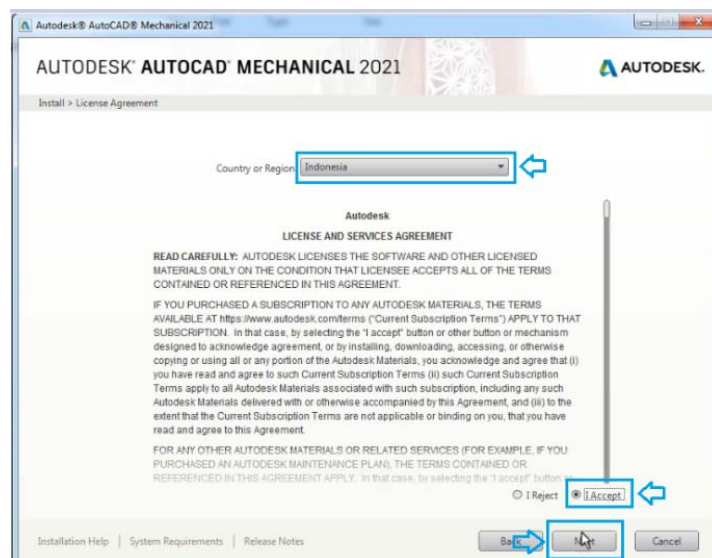 Autodesk® AutoCAD® Mechanical 2021
AUTODESK® AUTOCAD® MECHANICAL 2021
AUTODESK.
Install > License Agreement
Country or Region
Indonesia
Autodesk
LICENSE AND SERVICES AGREEMENT
READ CAREFULLY: AUTODESK LICENSES THE SOFTWARE AND OTHER LICENSED
MATERIALS ONLY ON THE CONDITION THAT LICENSEE ACCEPTS ALL OF THE TERMS
CONTAINED OR REFERENCED IN THIS AGREEMENT.
IF YOU PURCHASED A SUBSCRIPTION TO ANY AUTODESK MATERIALS, THE TERMS
AVAILABLE AT https://www.autodesk.com/terms ("Current Subscription Terms") APPLY TO THAT
SUBSCRIPTION. In that case, by selecting the "I accept" button or other button or mechanism
designed to acknowledge agreement, or by installing, downloading, accessing, or otherwise
copying or using all or any portion of the Autodesk Materials, you acknowledge and agree that (i)
you have read and agree to such Current Subscription Terms (ii) such Current Subscription
Terms apply to all Autodesk Materials associated with such subscription, including any such
Autodesk Materials delivered with or otherwise accompanied by this Agreement, and (iii) to the
extent that the Current Subscription Terms are not applicable or binding on you, that you have
read and agree to this Agreement.
FOR ANY OTHER AUTODESK MATERIALS OR RELATED SERVICES (FOR EXAMPLE, IF YOU
PURCHASED AN AUTODESK MAINTENANCE PLAN), THE TERMS CONTAINED OR
REFERENCED IN THIS AGREEMENT APPLY. In that case, by selecting the "I accept" button or
I Reject
I Accept
Installation Help | System Requirements | Release Notes
Back
Next
Cancel